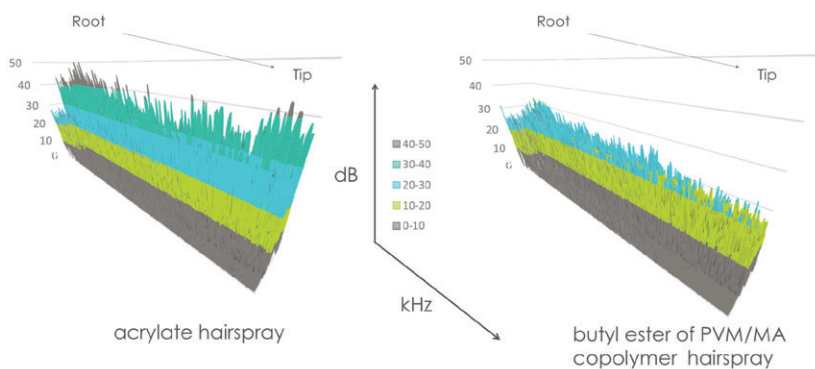 Root
Tip
50
40
30
20
10
0
acrylate hairspray
dB
kHz
40-50
30-40
20-30
10-20
0-10
Root
Tip
50
40
30
20
10
0
butyl ester of PVM/MA
copolymer hairspray